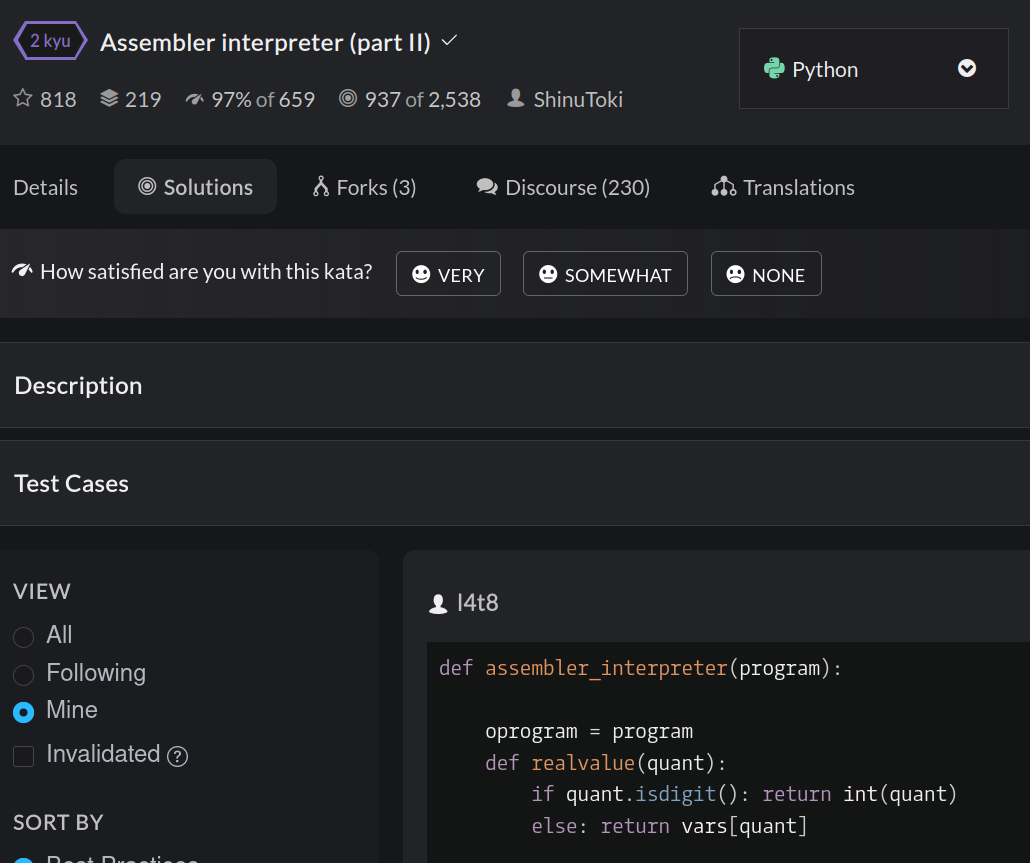 2 kyu Assembler interpreter (part II)
Python
818 219 97% of 659 937 of 2,538 ShinuToki
Details Solutions Forks (3) Discourse (230) Translations
How satisfied are you with this kata? VERY SOMEWHAT NONE
Description
Test Cases
VIEW
All
Following
Mine
Invalidated ?
SORT BY
Best Practices
l4t8
def assembler_interpreter(program):
oprogram = program
def realvalue(quant):
if quant.isdigit(): return int(quant)
else: return vars[quant]